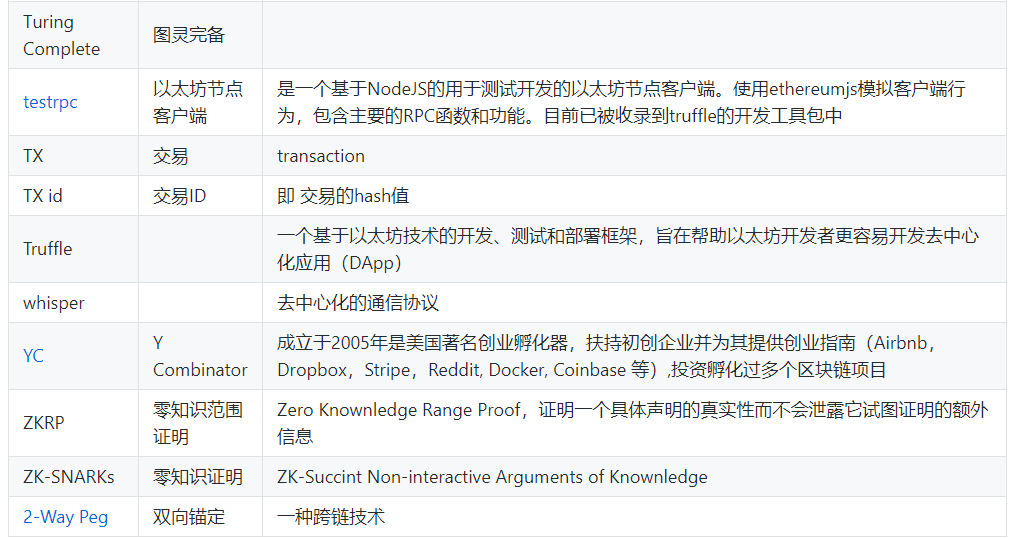 Turing
Complete
图灵完备
testrpc
以太坊节点
客户端
是一个基于NodeJS的用于测试开发的以太坊节点客户端。使用ethereumjs模拟客户端行
为，包含主要的RPC函数和功能。目前已被收录到truffle的开发工具包中
TX
交易
transaction
TX id
交易ID
即 交易的hash值
Truffle
一个基于以太坊技术的开发、测试和部署框架，旨在帮助以太坊开发者更容易开发去中心
化应用（DApp）
whisper
去中心化的通信协议
YC
Y
Combinator
成立于2005年是美国著名创业孵化器，扶持初创企业并为其提供创业指南（Airbnb，
Dropbox，Stripe，Reddit, Docker, Coinbase 等）,投资孵化过多个区块链项目
ZKRP
零知识范围
证明
Zero Knownledge Range Proof，证明一个具体声明的真实性而不会泄露它试图证明的额外
信息
ZK-SNARKs
零知识证明
ZK-Succint Non-interactive Arguments of Knownledge
2-Way Peg
双向锚定
一种跨链技术